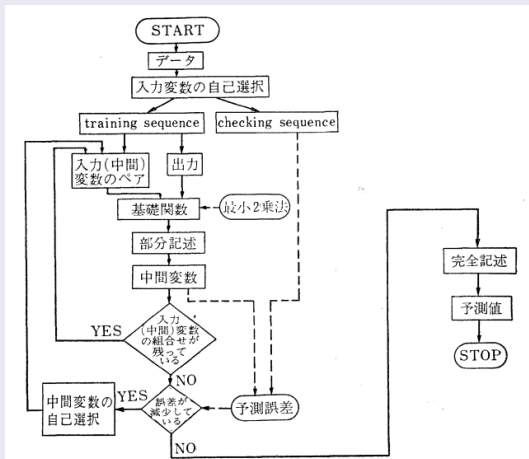 START
データ
入力変数の自己選択
training sequence
checking sequence
入力(中間)
変数のペア
出力
基礎関数
最小2乗法
部分記述
中間変数
入力
(中間)変数
の組合せが
残って
いる
YES
NO
誤差が
減少して
いる
YES
NO
中間変数の
自己選択
予測誤差
完全記述
予測値
STOP